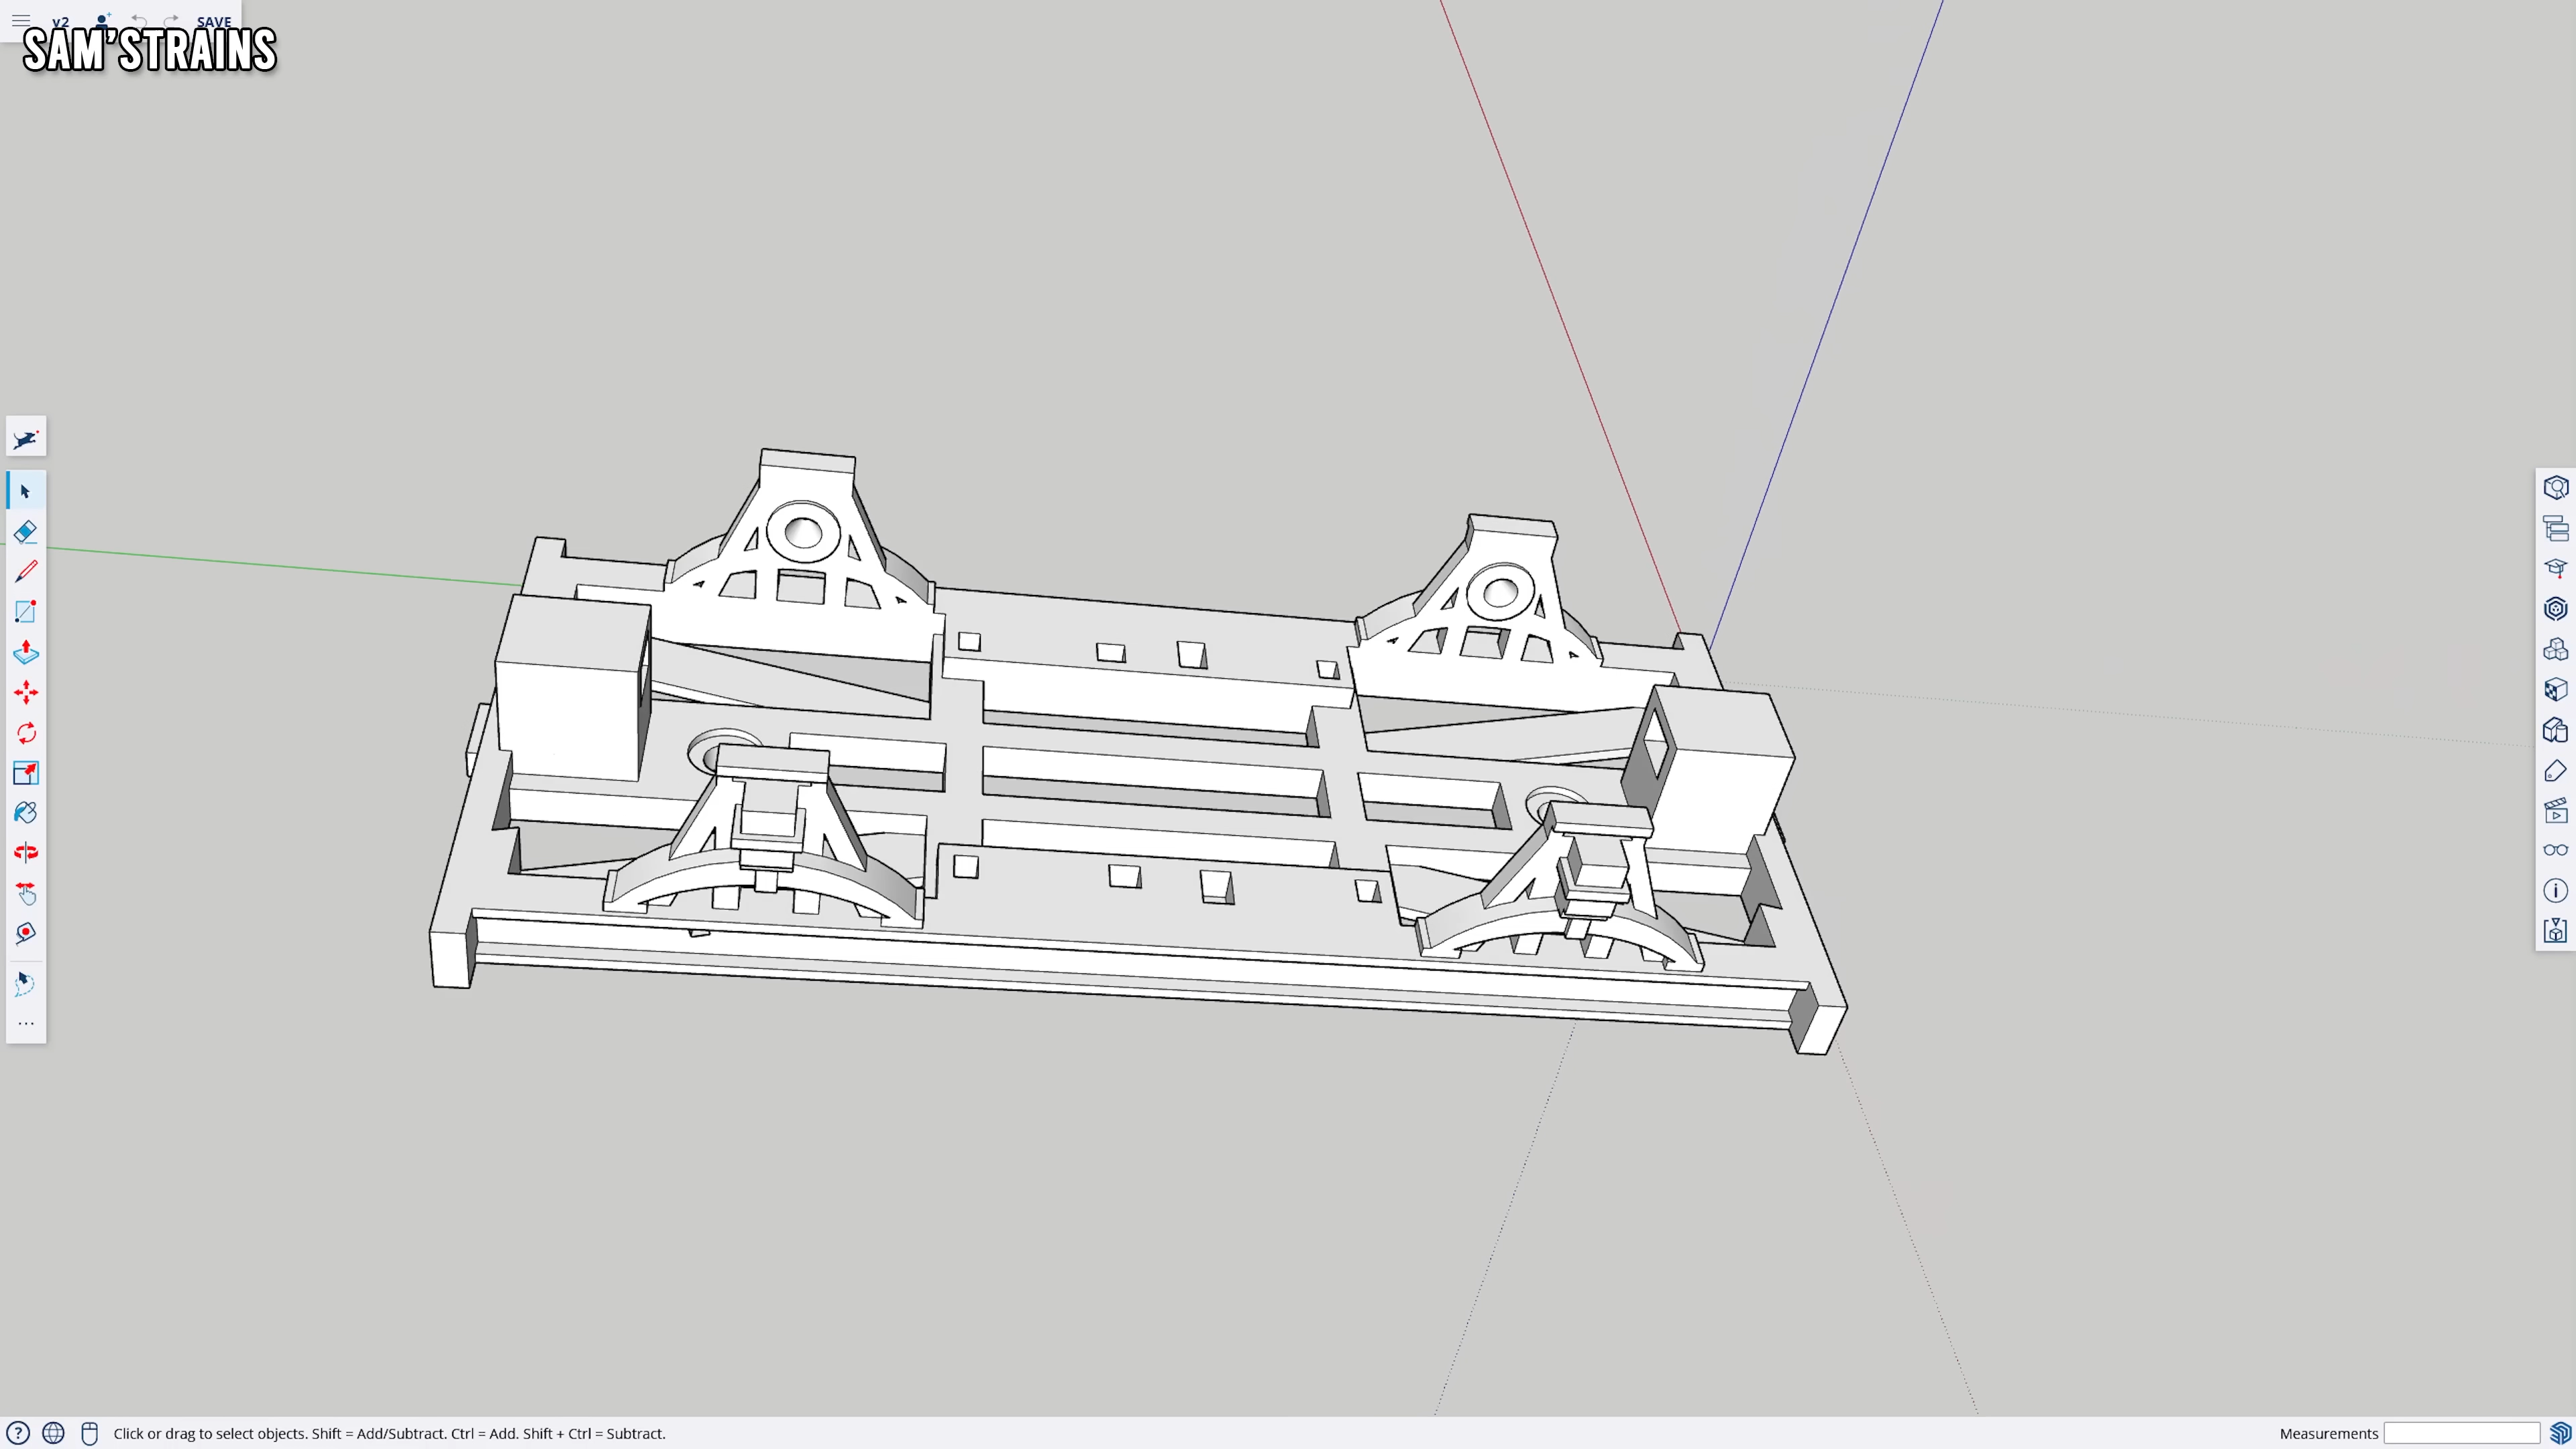 v2 SAVE
SAM'STRAINS
Click or drag to select objects. Shift = Add/Subtract. Ctrl = Add. Shift + Ctrl = Subtract.
Measurements